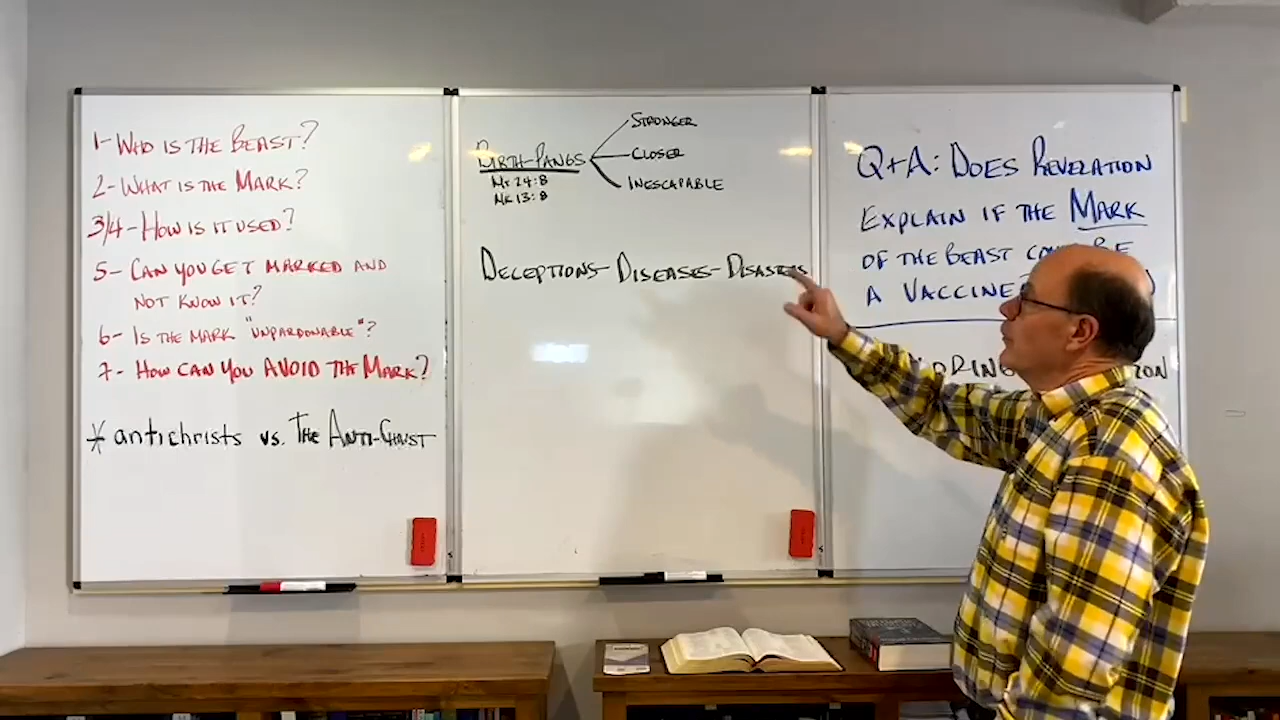 1- WHO IS THE BEAST?
2- WHAT IS THE MARK?
3/4- HOW IS IT USED?
5- CAN YOU GET MARKED AND
NOT KNOW IT?
6- IS THE MARK "UNPARDONABLE"?
7- HOW CAN YOU AVOID THE MARK?
* antichrists vs. THE ANTI-CHRIST
BIRTH-PANGS
Mt 24:8
Mk 13:8
STRONGER
CLOSER
INESCAPABLE
DECEPTIONS-DISEASES-DISASTERS
Q+A: DOES REVELATION
EXPLAIN IF THE MARK
OF THE BEAST
A VACCINE